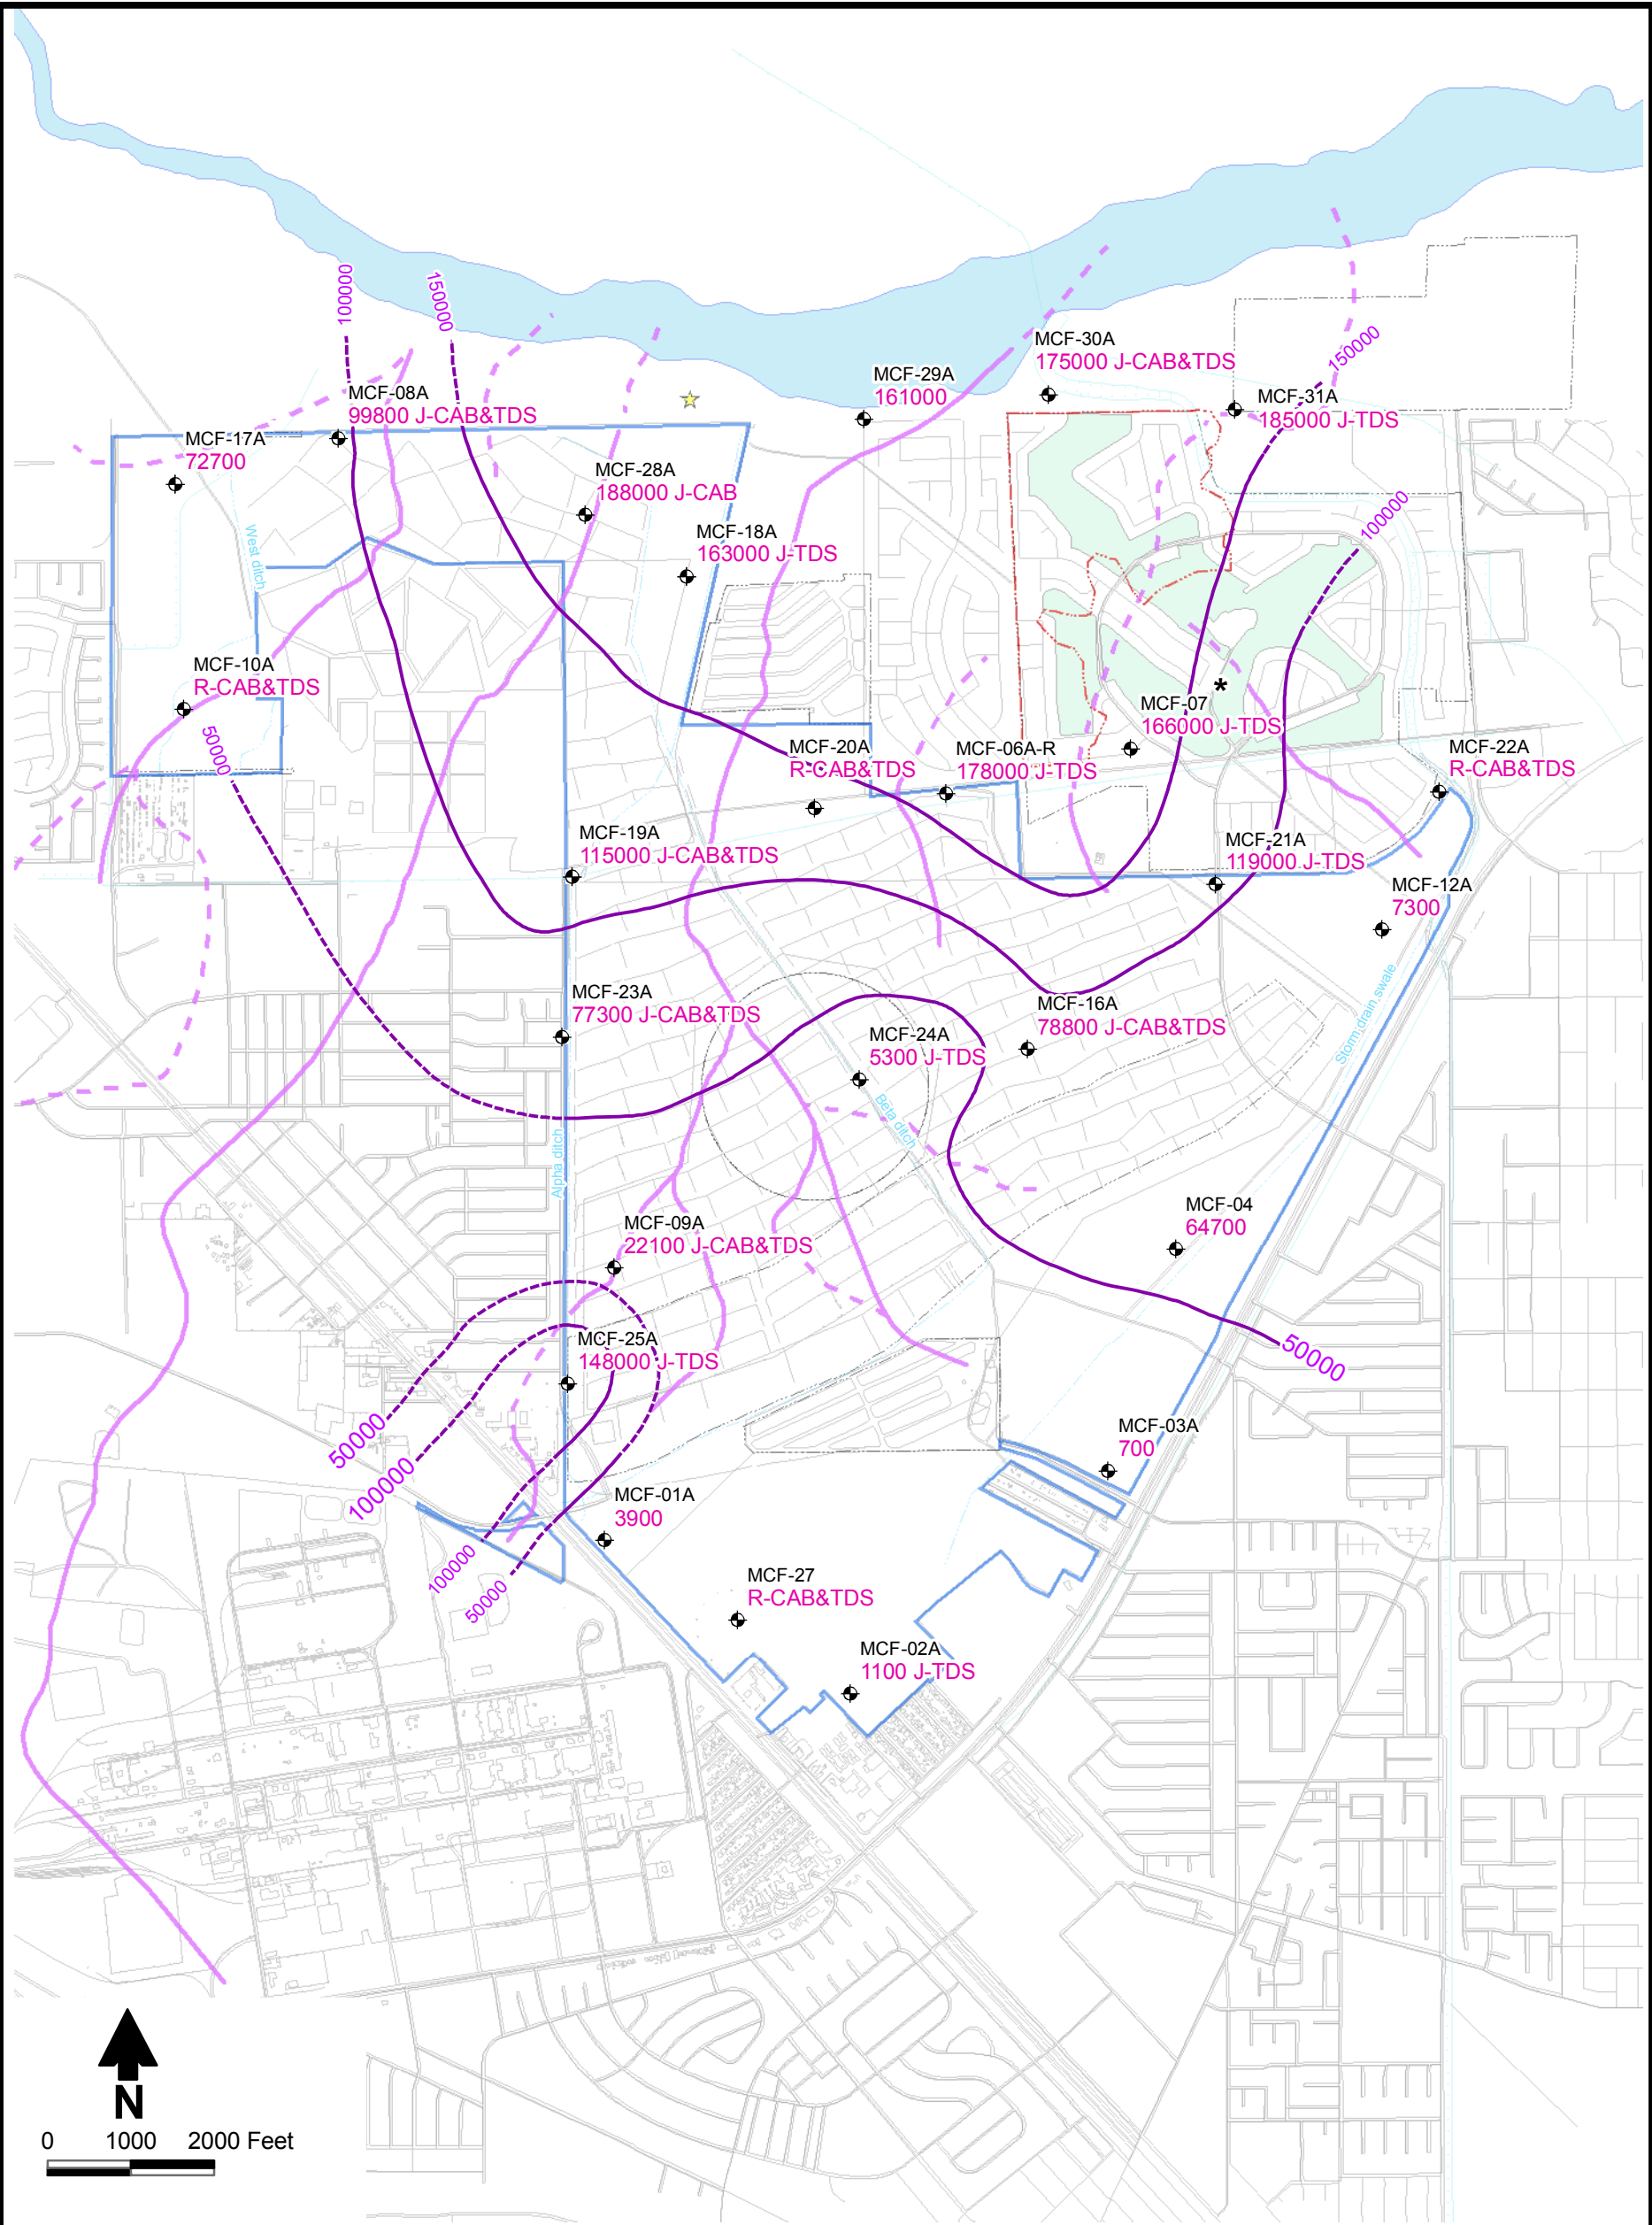 100000
150000
150000
MCF-30A
175000 J-CAB&TDS
MCF-29A
161000
MCF-31A
185000 J-TDS
MCF-08A
99800 J-CAB&TDS
MCF-17A
72700
MCF-28A
188000 J-CAB
100000
MCF-18A
163000 J-TDS
West ditch
MCF-10A
R-CAB&TDS
50000
*
MCF-07
166000 J-TDS
MCF-20A
R-CAB&TDS
MCF-06A-R
178000 J-TDS
MCF-22A
R-CAB&TDS
MCF-19A
115000 J-CAB&TDS
MCF-21A
119000 J-TDS
MCF-12A
7300
MCF-23A
77300 J-CAB&TDS
MCF-16A
78800 J-CAB&TDS
Storm drain swale
MCF-24A
5300 J-TDS
Beta ditch
Alpha ditch
MCF-09A
22100 J-CAB&TDS
MCF-04
64700
MCF-25A
148000 J-TDS
50000
50000
100000
MCF-03A
700
MCF-01A
3900
100000
50000
MCF-27
R-CAB&TDS
MCF-02A
1100 J-TDS
N
0 1000 2000 Feet